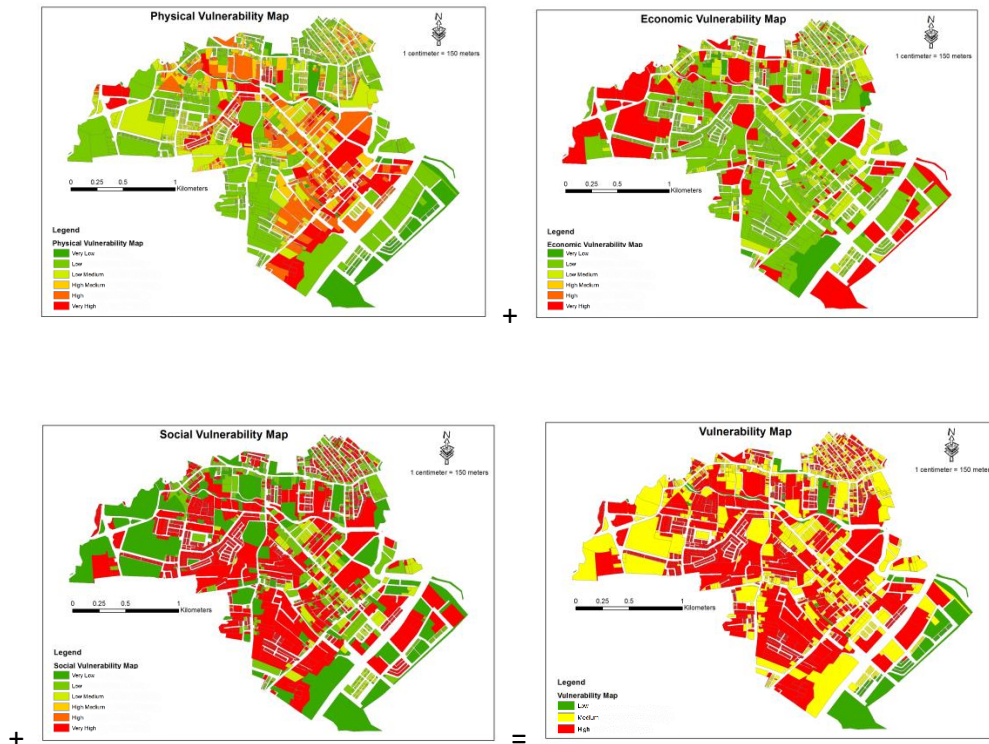 Physical Vulnerability Map
N
1 centimeter = 150 meters
0 0.25 0.5 1
Kilometers
Legend
Physical Vulnerability Map
Very Low
Low
Low Medium
High Medium
High
Very High
+
Economic Vulnerability Map
N
1 centimeter = 150 meters
0 0.25 0.5 1
Kilometers
Legend
Economic Vulnerability Map
Very Low
Low
Low Medium
High Medium
High
Very High
+
Social Vulnerability Map
N
1 centimeter = 150 meters
0 0.25 0.5 1
Kilometers
Legend
Social Vulnerability Map
Very Low
Low
Low Medium
High Medium
High
Very High
=
Vulnerability Map
N
1 centimeter = 150 meters
0 0.25 0.5 1
Kilometers
Legend
Vulnerability Map
Low
Medium
High